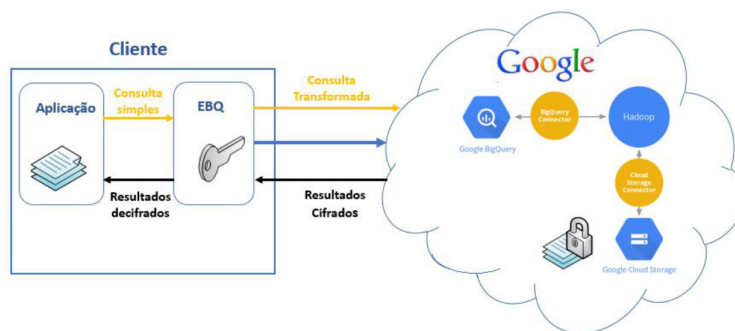 Cliente
Aplicação
Consulta
simples
EBQ
Consulta
Transformada
Resultados
decifrados
Resultados
Cifrados
Google
Google BigQuery
BigQuery
Connector
Hadoop
Cloud
Storage
Connector
Google Cloud Storage